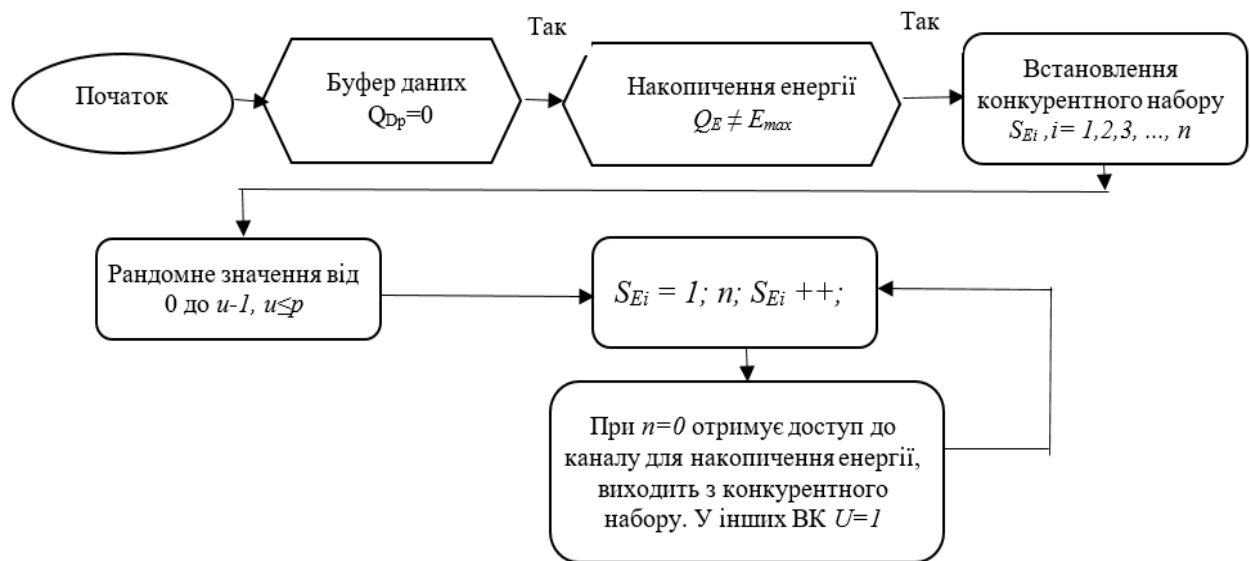 Так
Так
Початок
Буфер даних
Q_Dp=0
Накопичення енергії
Q_E ≠ E_max
Встановлення
конкурентного набору
S_Ei ,i= 1,2,3, ..., n
Рандомне значення від
0 до u-1, u≤p
S_Ei = 1; n; S_Ei ++;
При n=0 отримує доступ до
каналу для накопичення енергії,
виходить з конкурентного
набору. У інших ВК U=1